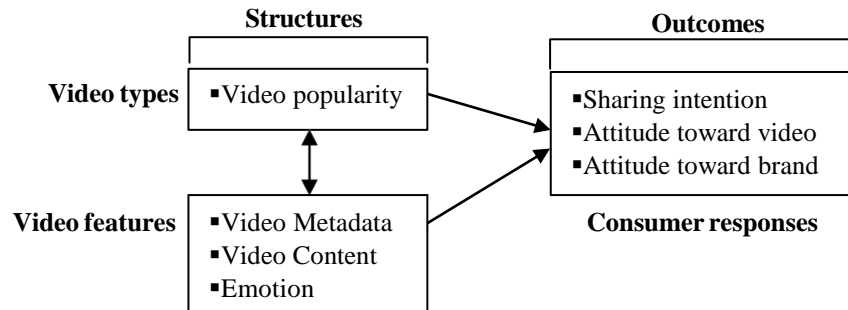 Structures
Outcomes
Video types
▪Video popularity
▪Sharing intention
▪Attitude toward video
▪Attitude toward brand
Video features
▪Video Metadata
▪Video Content
▪Emotion
Consumer responses